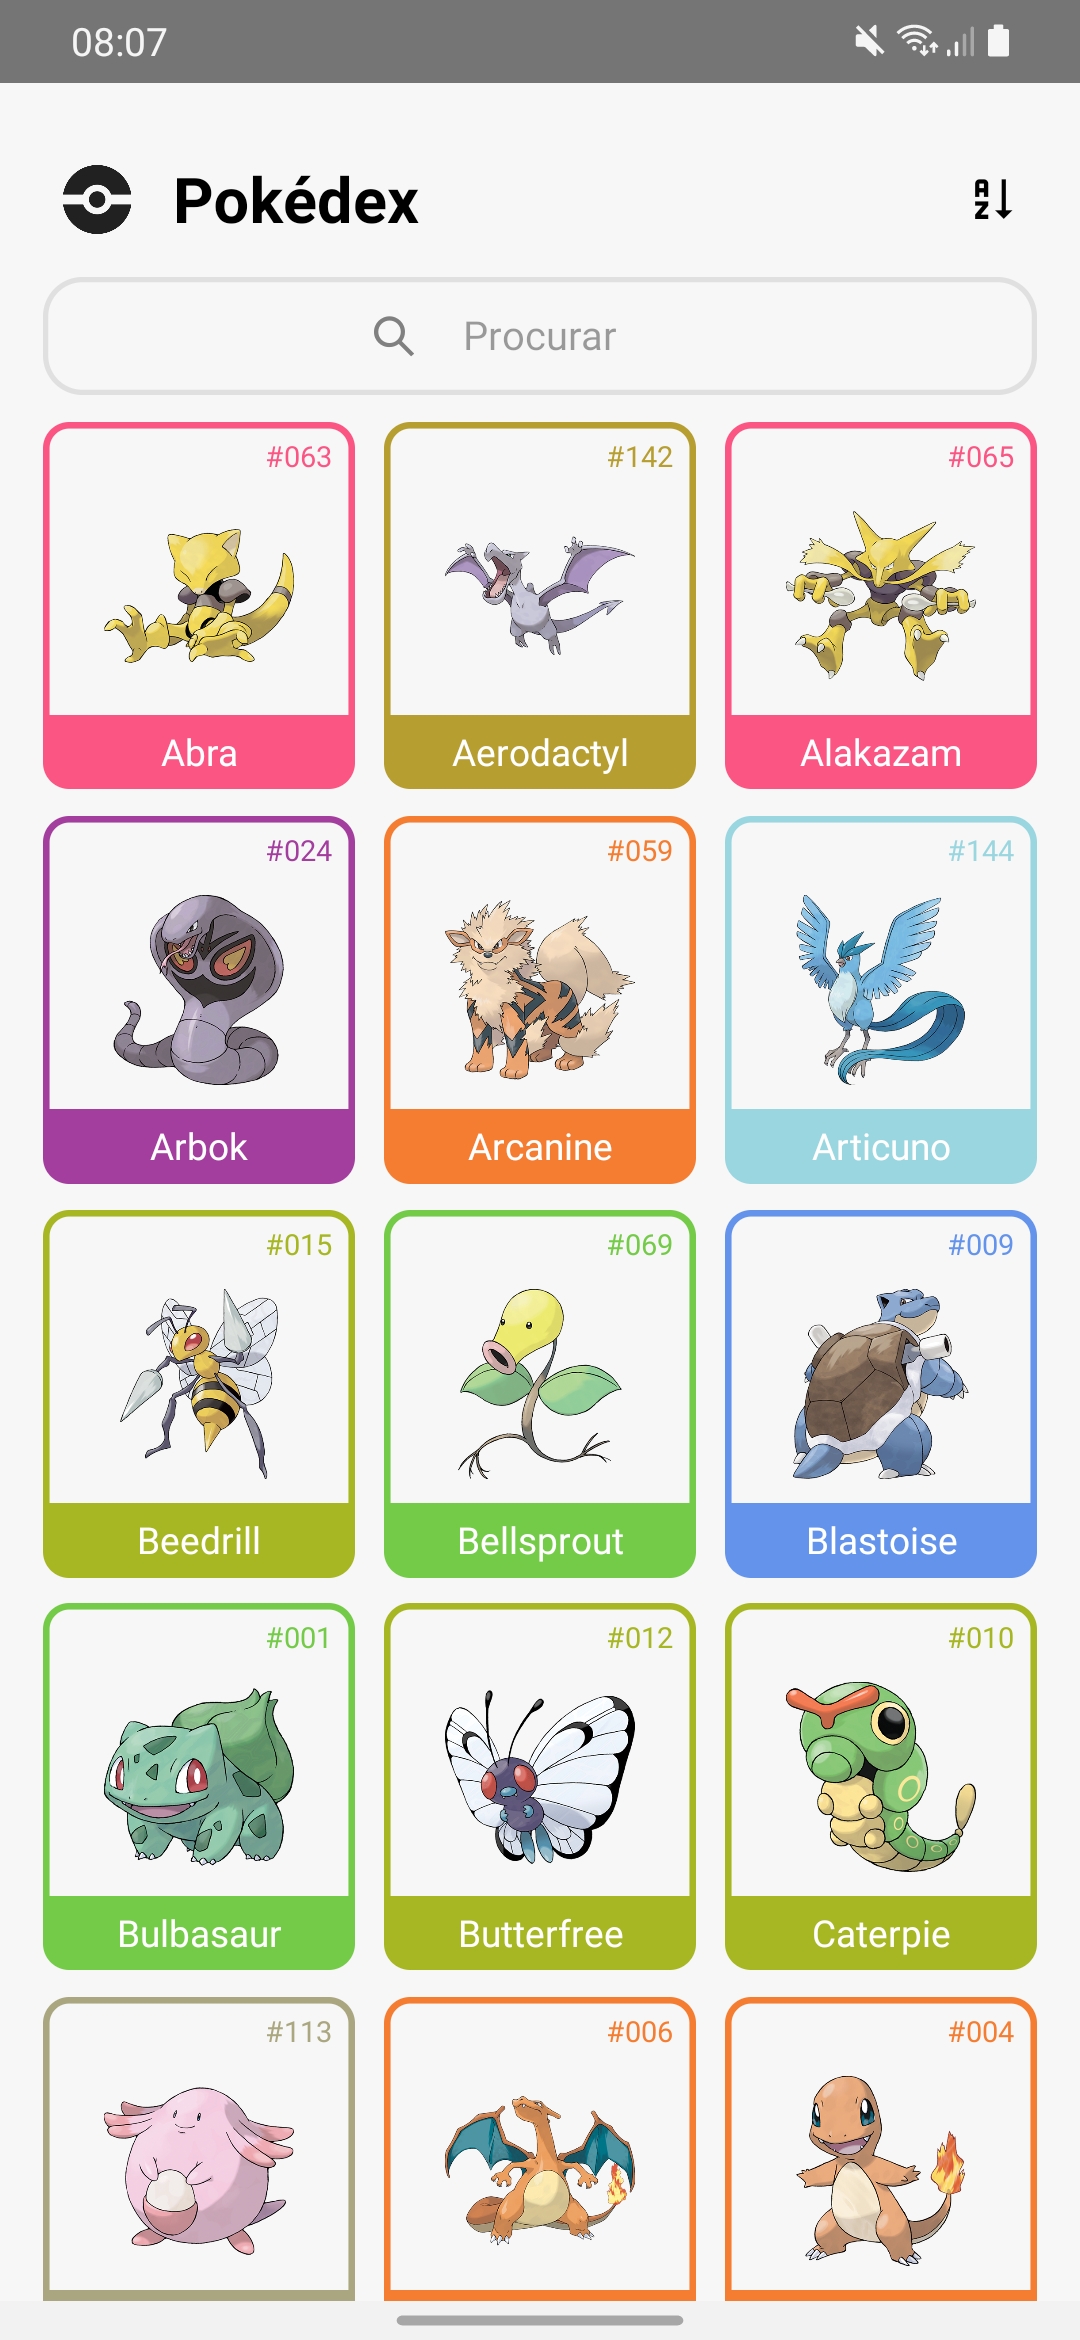 08:07
Pokédex
A
Z
Procurar
#063
#142
#065
Abra
Aerodactyl
Alakazam
#024
#059
#144
Arbok
Arcanine
Articuno
#015
#069
#009
Beedrill
Bellsprout
Blastoise
#001
#012
#010
Bulbasaur
Butterfree
Caterpie
#113
#006
#004